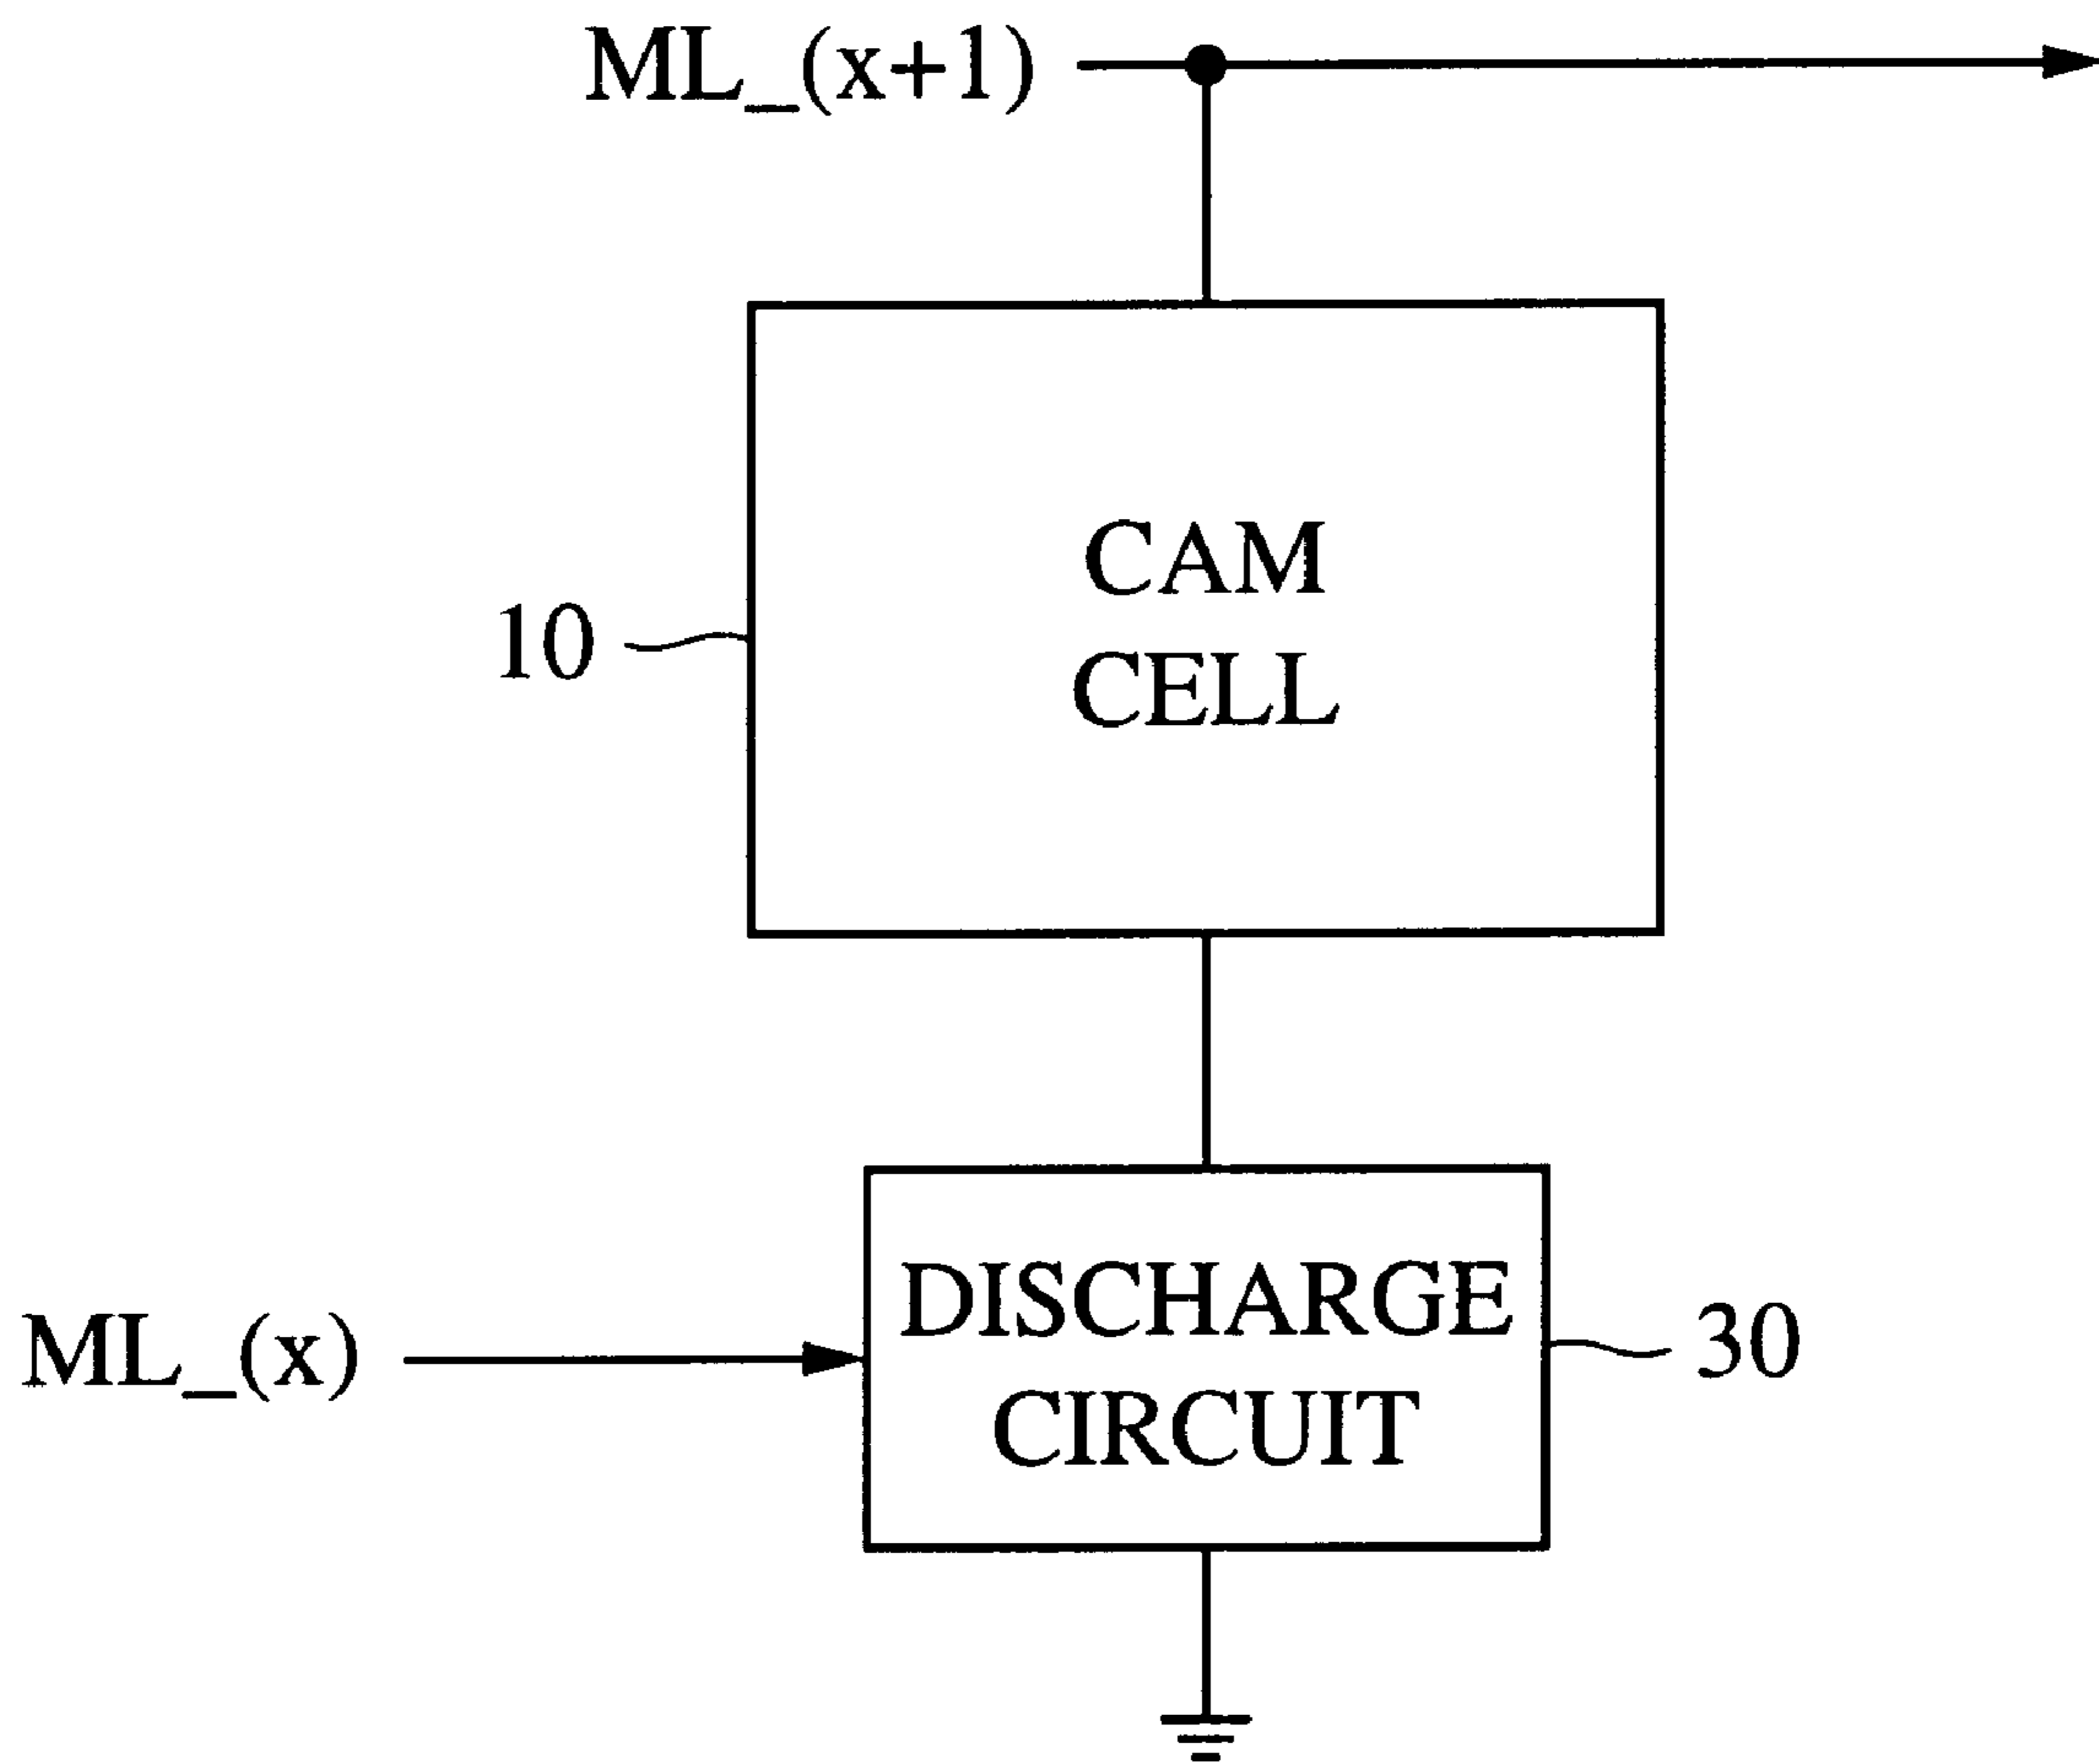 ML_(x+1)
CAM
CELL
10
DISCHARGE
CIRCUIT
ML_(x)
30